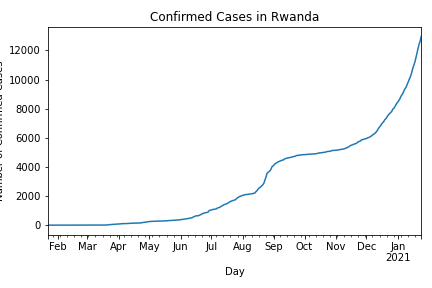 Confirmed Cases in Rwanda
12000
10000
8000
6000
4000
2000
0
Number of Confirmed Cases
Feb Mar Apr May Jun Jul Aug Sep Oct Nov Dec Jan
2021
Day